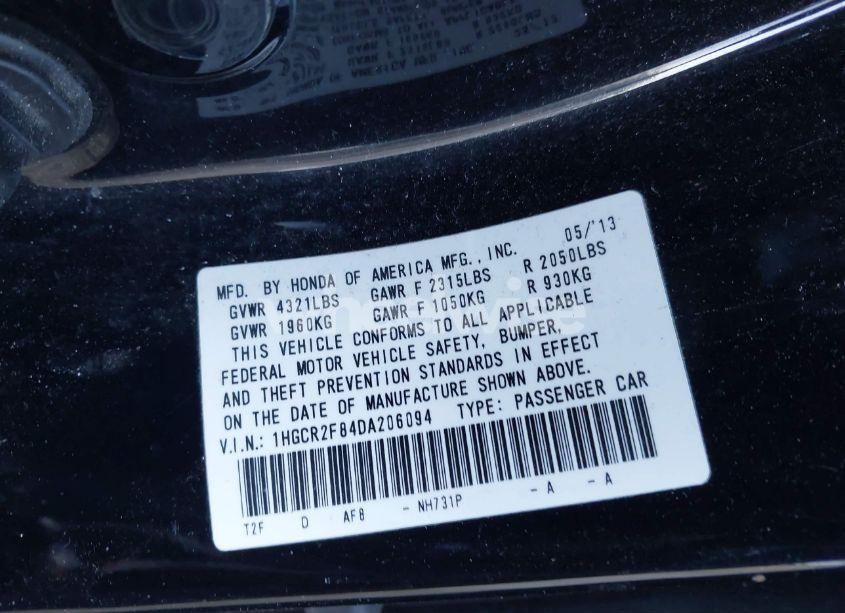 MFD. BY HONDA OF AMERICA MFG., INC. 05/'13
GVWR 4321LBS GAWR F 2315LBS R 2050LBS
GVWR 1960KG GAWR F 1050KG R 930KG
THIS VEHICLE CONFORMS TO ALL APPLICABLE
FEDERAL MOTOR VEHICLE SAFETY, BUMPER,
AND THEFT PREVENTION STANDARDS IN EFFECT
ON THE DATE OF MANUFACTURE SHOWN ABOVE.
V.I.N.: 1HGCR2F84DA206094 TYPE: PASSENGER CAR
T2F D AF8 - NH731P - A - A